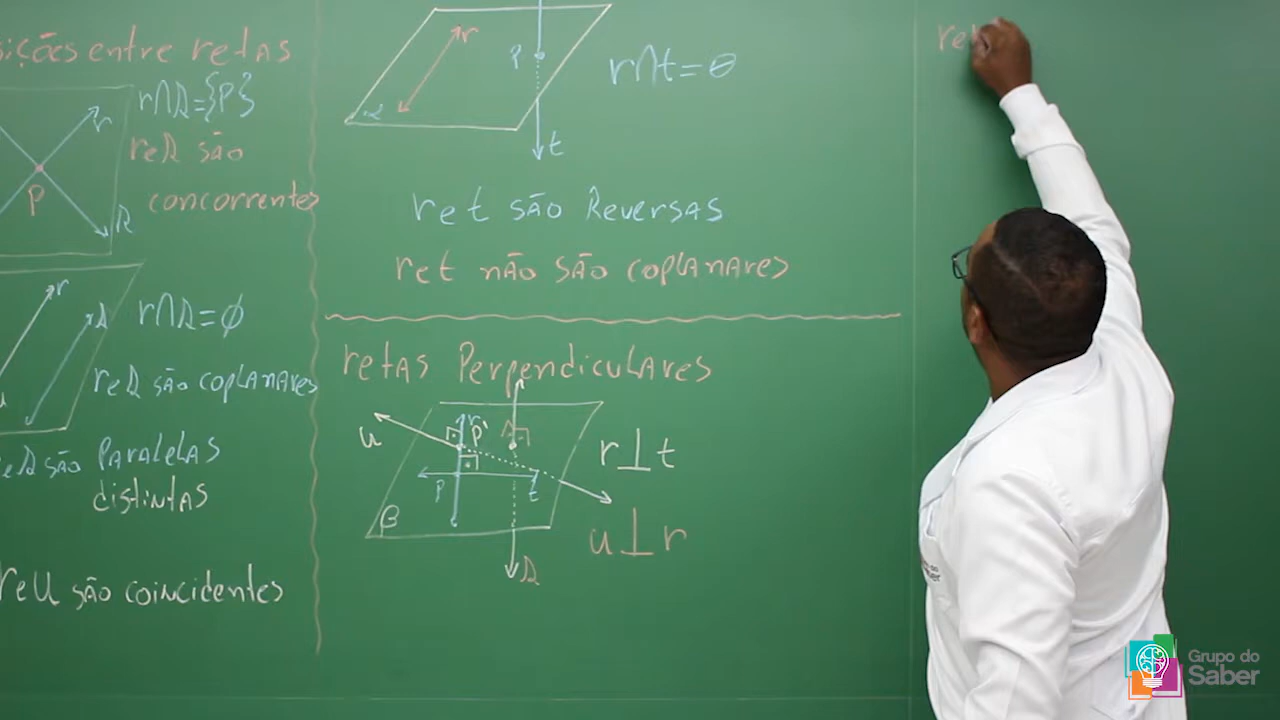 sições entre retas
r∩s={P}
r
r e s são
concorrentes
P
s
r
s
r∩s=∅
r e s são coplanares
u
r e s são Paralelas
distintas
r e u são coincidentes
r
P
r∩t=∅
α
t
r e t são Reversas
r e t não são coplanares
retas Perpendiculares
u
r
P'
r⊥t
P
t
β
u⊥r
s
ret
Grupo do
Saber